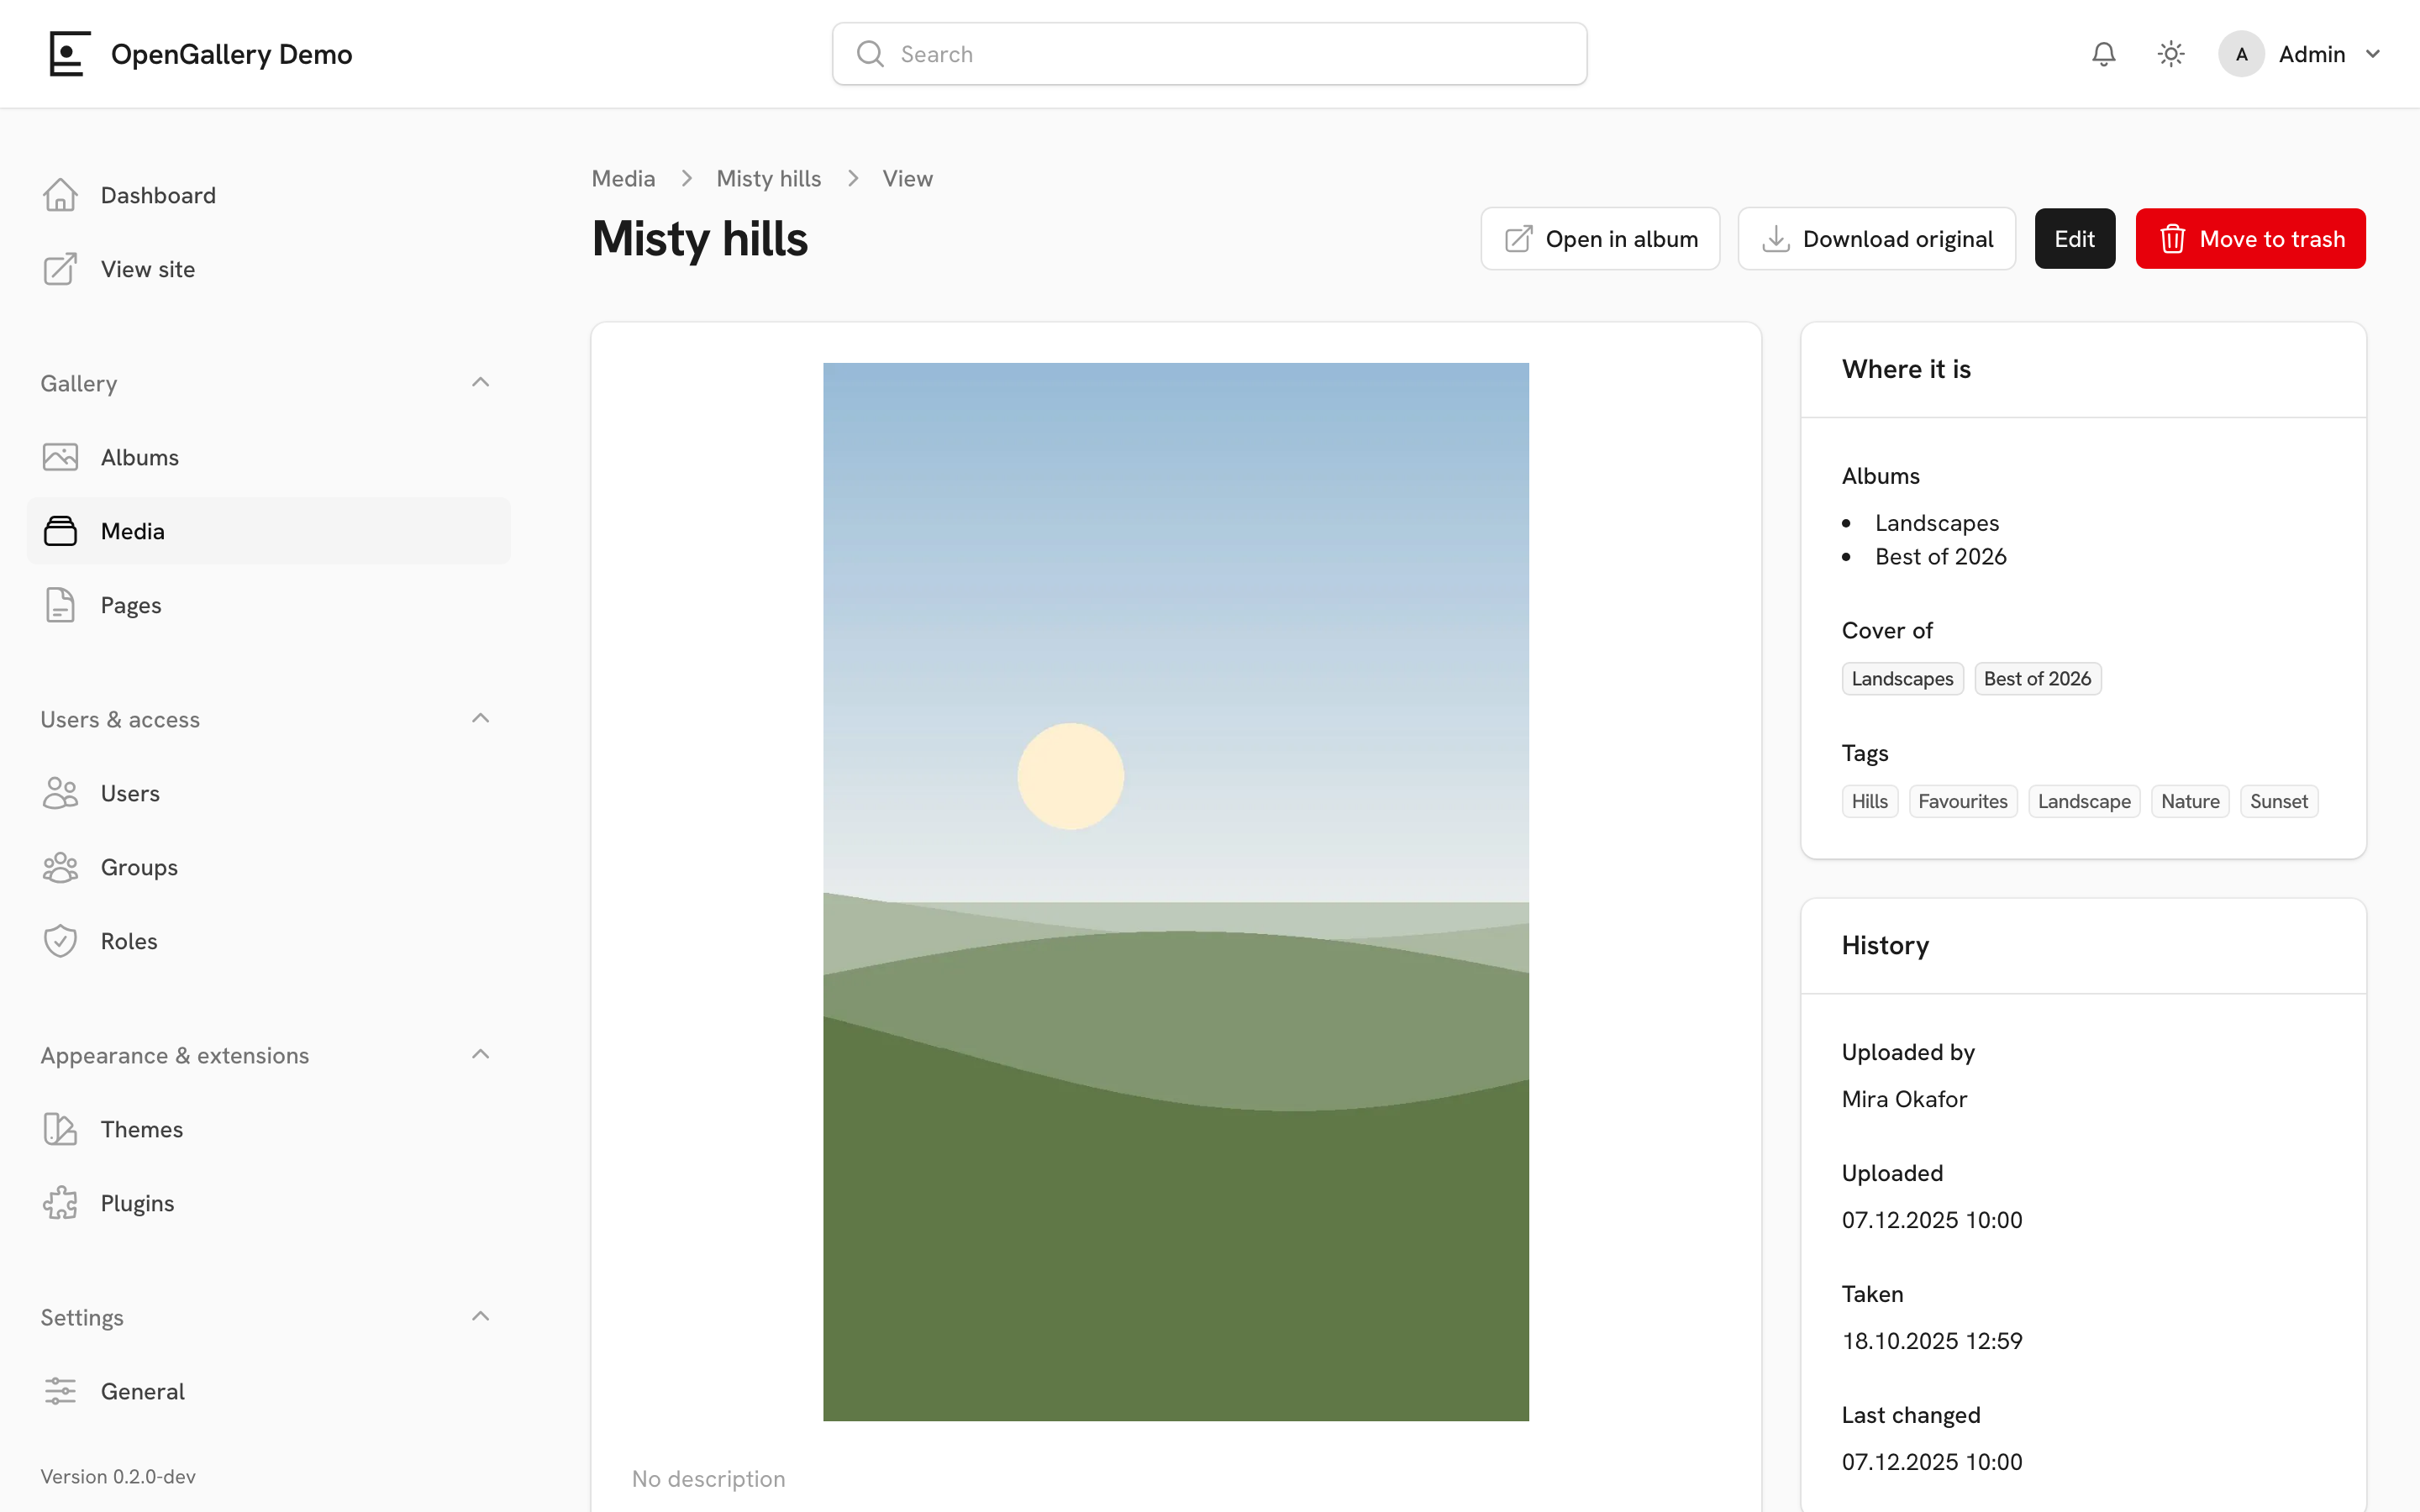 OpenGallery Demo
Search
A
Admin
Dashboard
View site
Gallery
Albums
Media
Pages
Users & access
Users
Groups
Roles
Appearance & extensions
Themes
Plugins
Settings
General
Version 0.2.0-dev
Media > Misty hills > View
Misty hills
Open in album
Download original
Edit
Move to trash
No description
Where it is
Albums
• Landscapes
• Best of 2026
Cover of
Landscapes Best of 2026
Tags
Hills Favourites Landscape Nature Sunset
History
Uploaded by
Mira Okafor
Uploaded
07.12.2025 10:00
Taken
18.10.2025 12:59
Last changed
07.12.2025 10:00